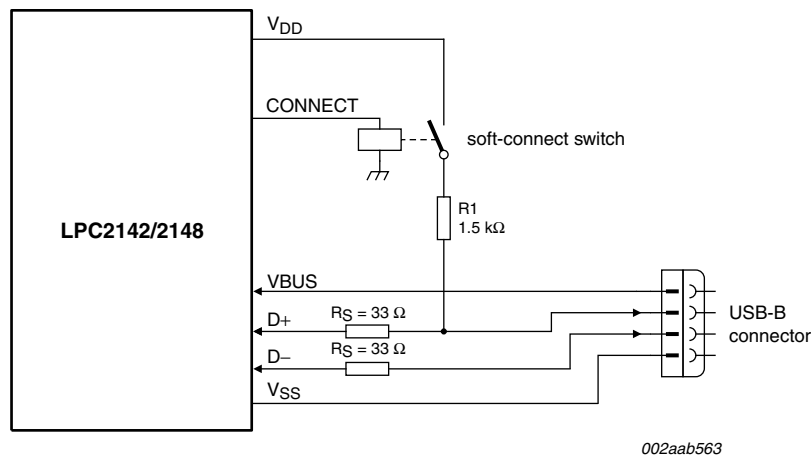 VDD
CONNECT
soft-connect switch
R1
1.5 kΩ
LPC2142/2148
VBUS
D+
RS = 33 Ω
USB-B
connector
D−
RS = 33 Ω
VSS
002aab563